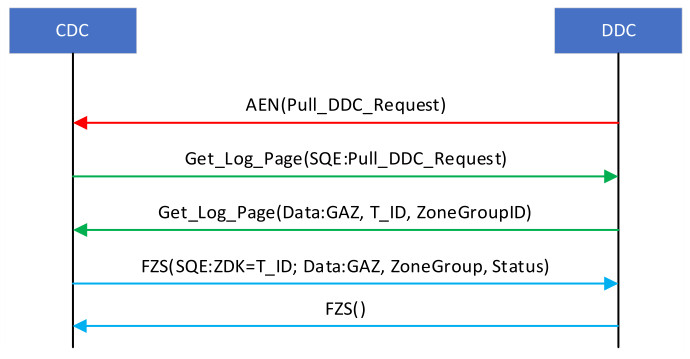 CDC
DDC
AEN(Pull_DDC_Request)
Get_Log_Page(SQE:Pull_DDC_Request)
Get_Log_Page(Data:GAZ, T_ID, ZoneGroupID)
FZS(SQE:ZDK=T_ID; Data:GAZ, ZoneGroup, Status)
FZS()